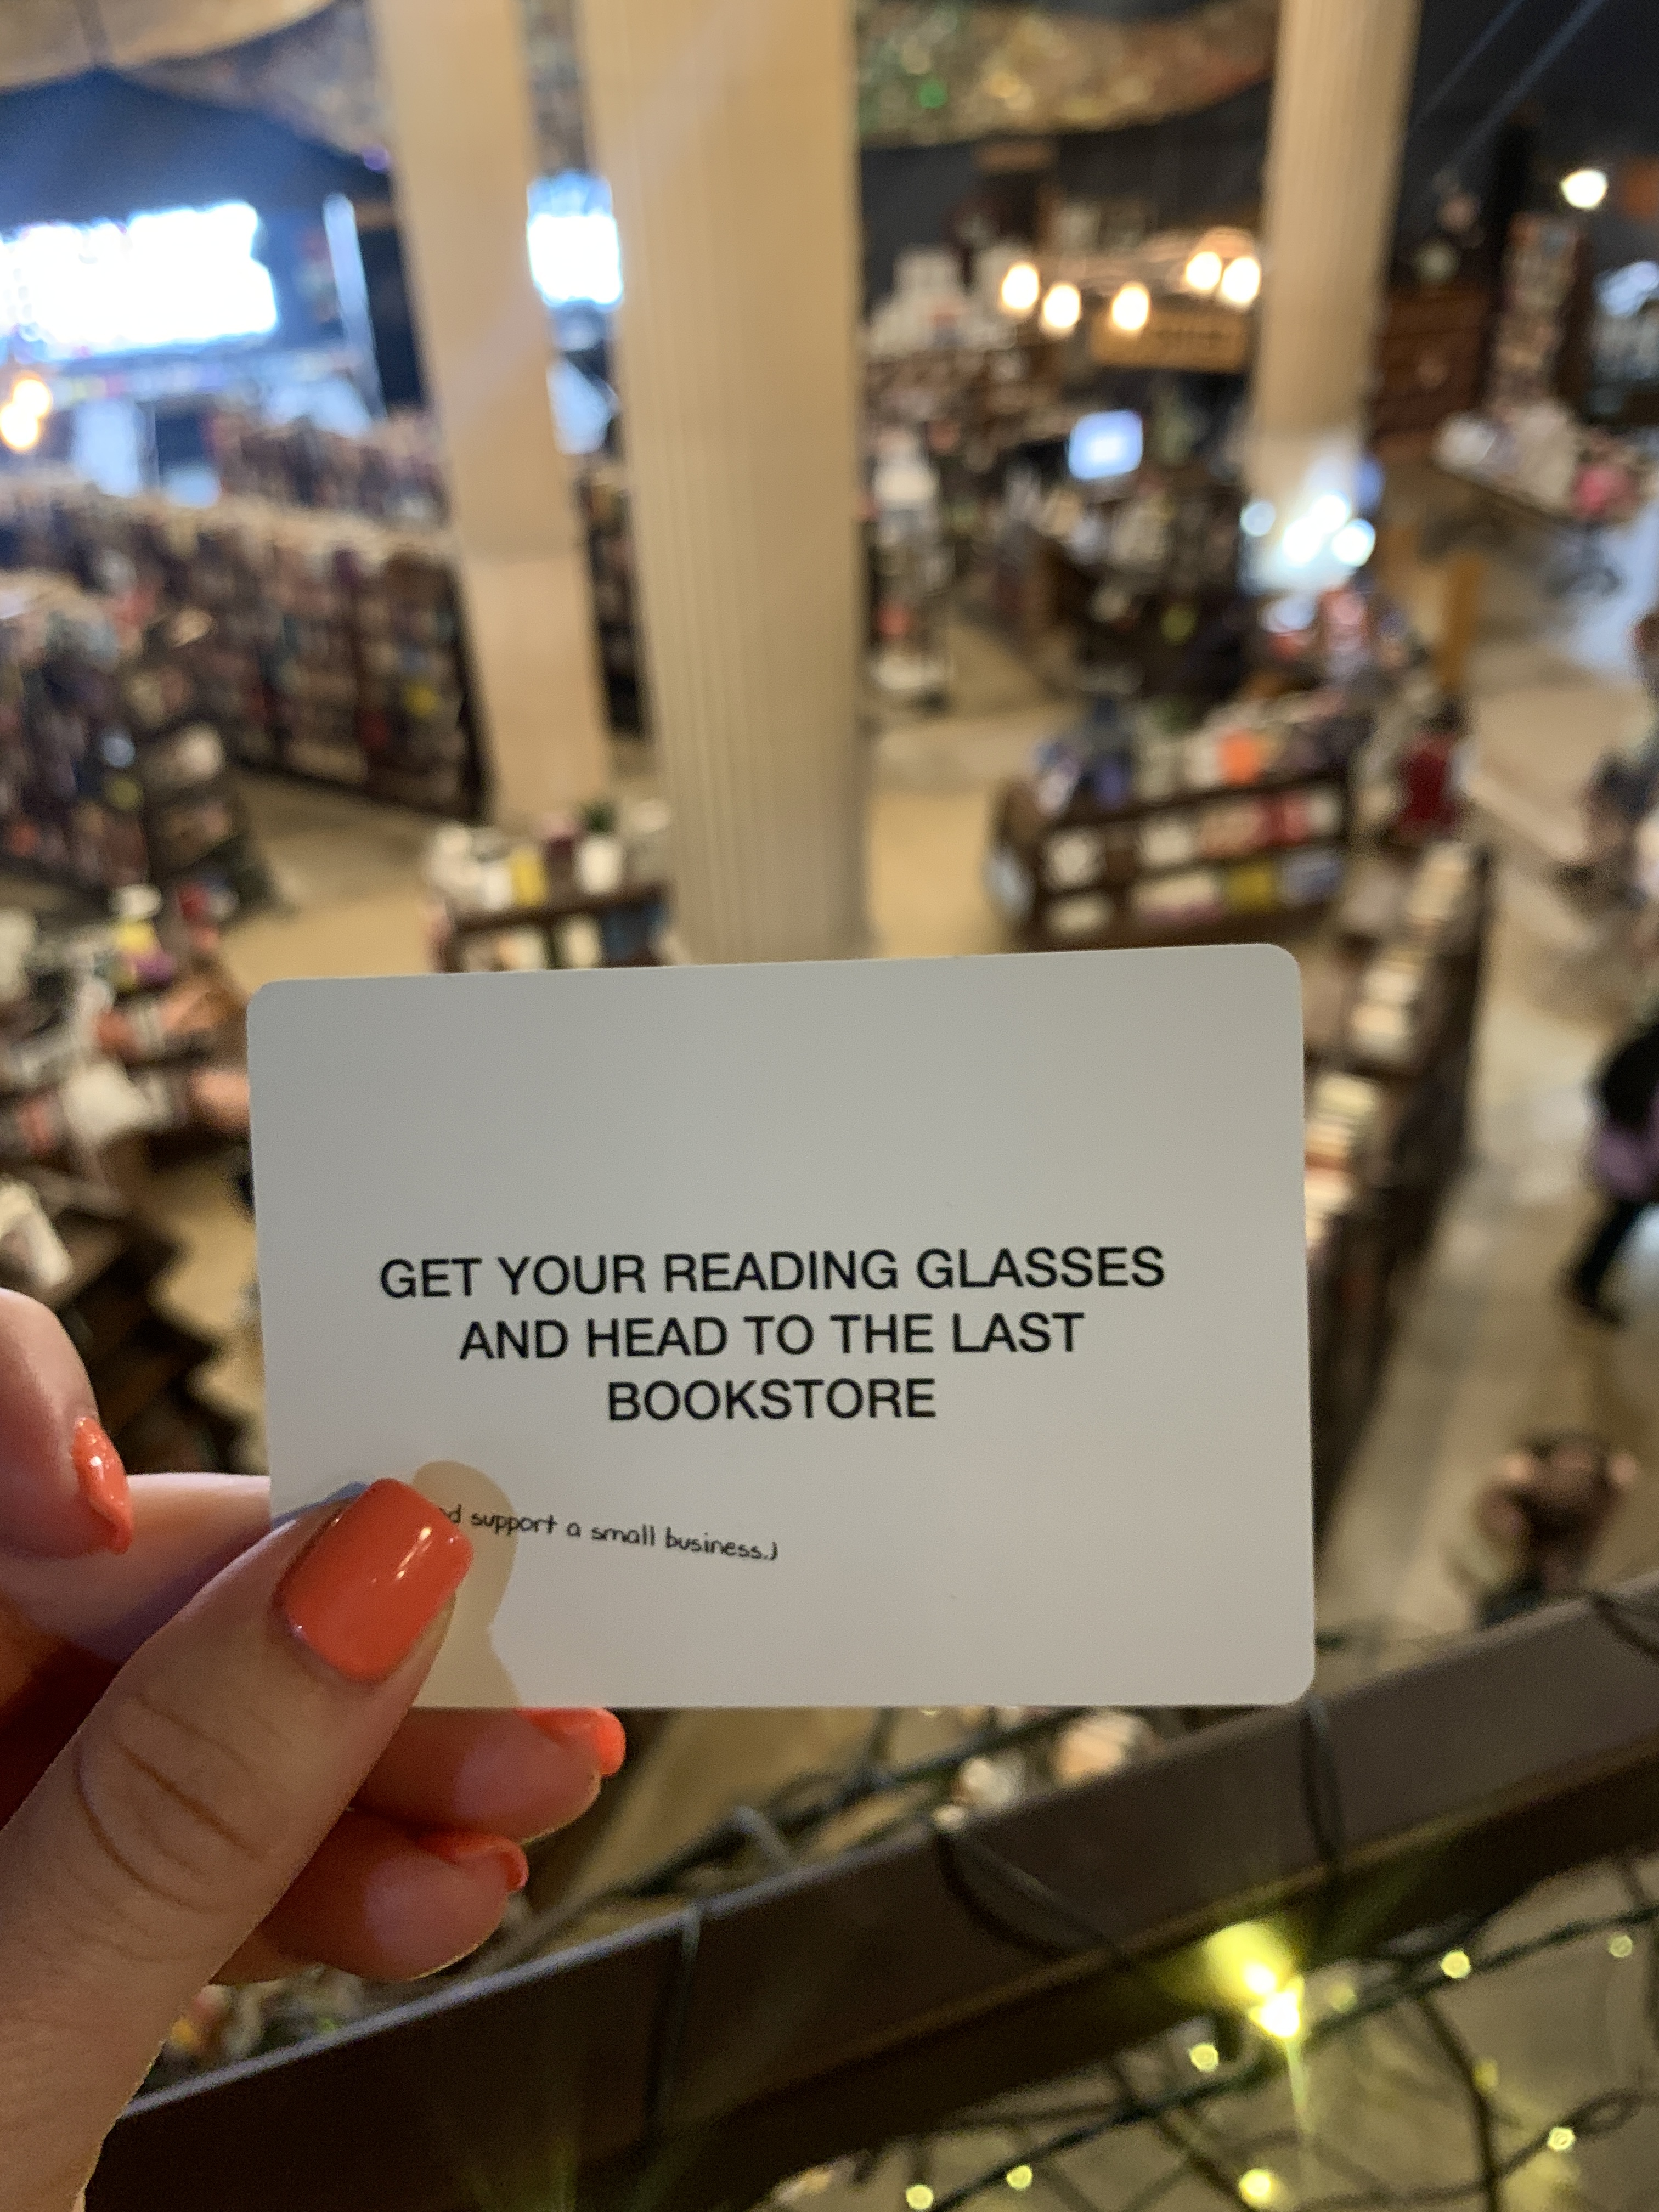 GET YOUR READING GLASSES
AND HEAD TO THE LAST
BOOKSTORE
support a small business.)